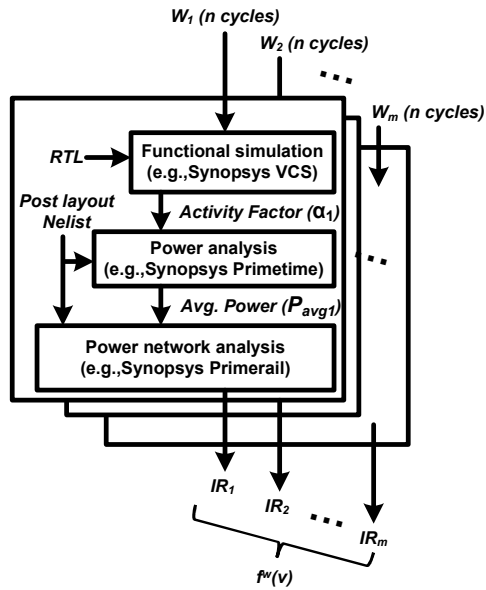 W1 (n cycles)
W2 (n cycles)
Wm (n cycles)
RTL
Functional simulation
(e.g.,Synopsys VCS)
Post layout
Nelist
Activity Factor (α1)
Power analysis
(e.g.,Synopsys Primetime)
Avg. Power (Pavg1)
Power network analysis
(e.g.,Synopsys Primerail)
IR1
IR2
IRm
fw(v)